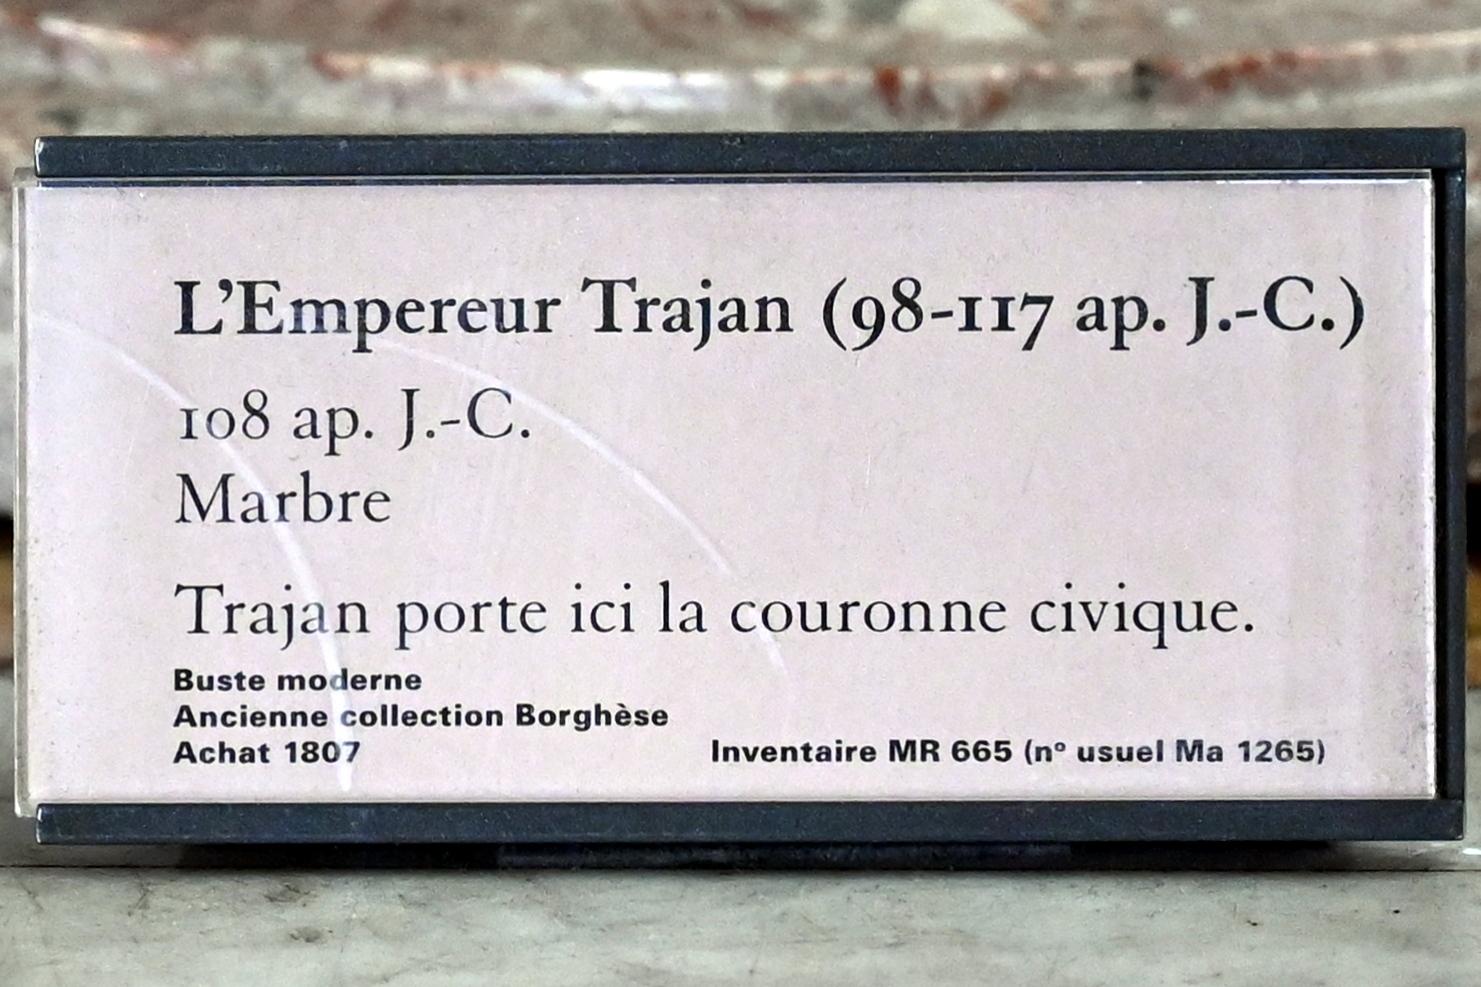 L'Empereur Trajan (98-117 ap. J.-C.)
108 ap. J.-C.
Marbre
Trajan porte ici la couronne civique.
Buste moderne
Ancienne collection Borghèse
Achat 1807 Inventaire MR 665 (n° usuel Ma 1265)